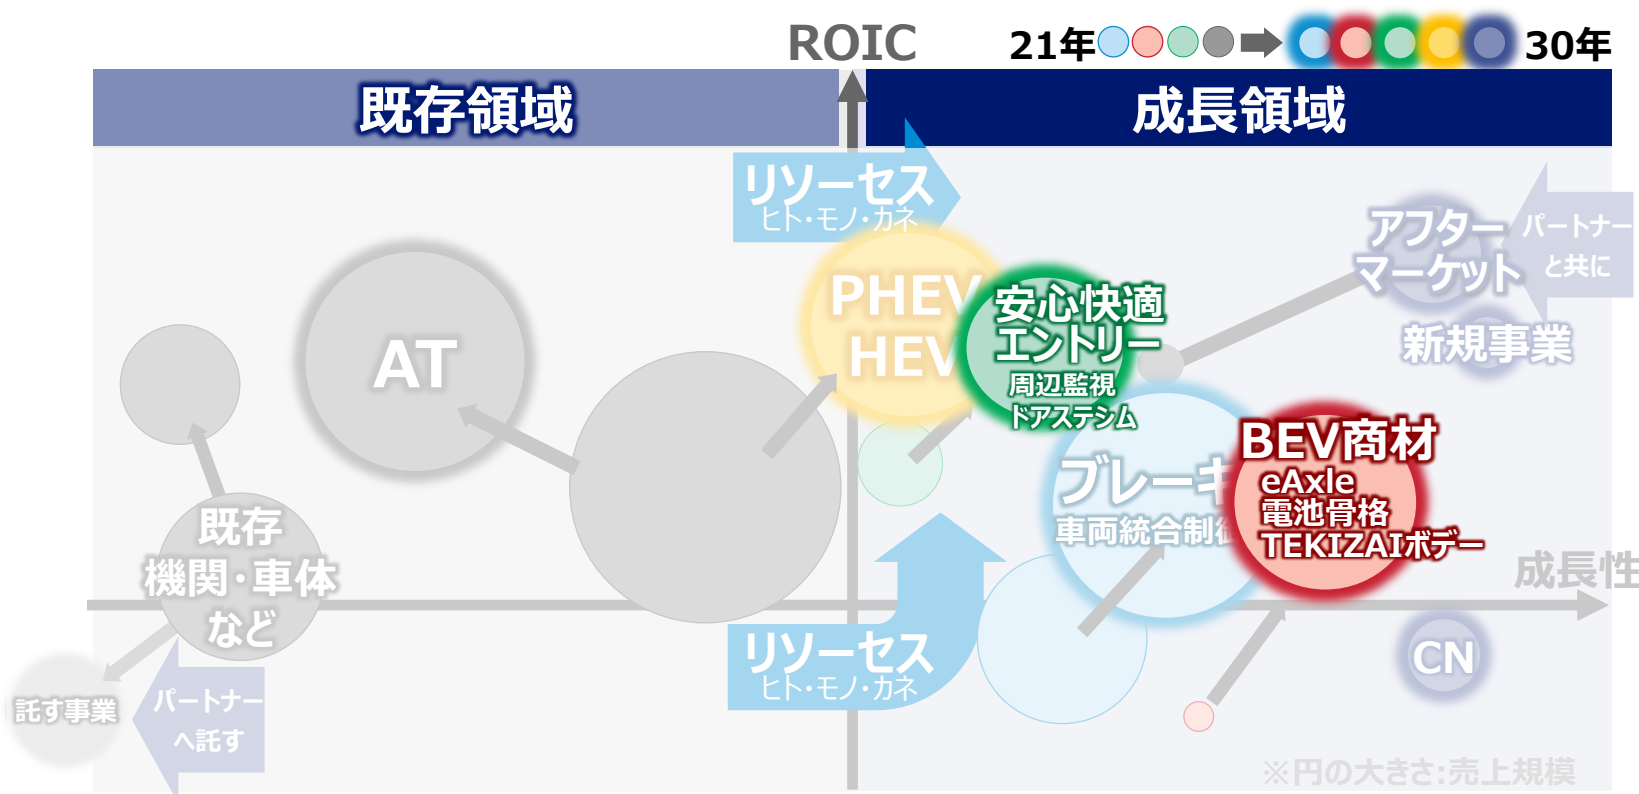 ROIC
21年
30年
既存領域
成長領域
リソーセス
ヒト・モノ・カネ
アフター
マーケット
パートナー
と共に
新規事業
PHEV
HEV
安心快適
エントリー
周辺監視
ドアステシム
AT
ブレーキ
車両統合制御
BEV商材
eAxle
電池骨格
TEKIZAIボデー
成長性
既存
機関・車体
など
リソーセス
ヒト・モノ・カネ
CN
託す事業
パートナー
へ託す
※円の大きさ:売上規模